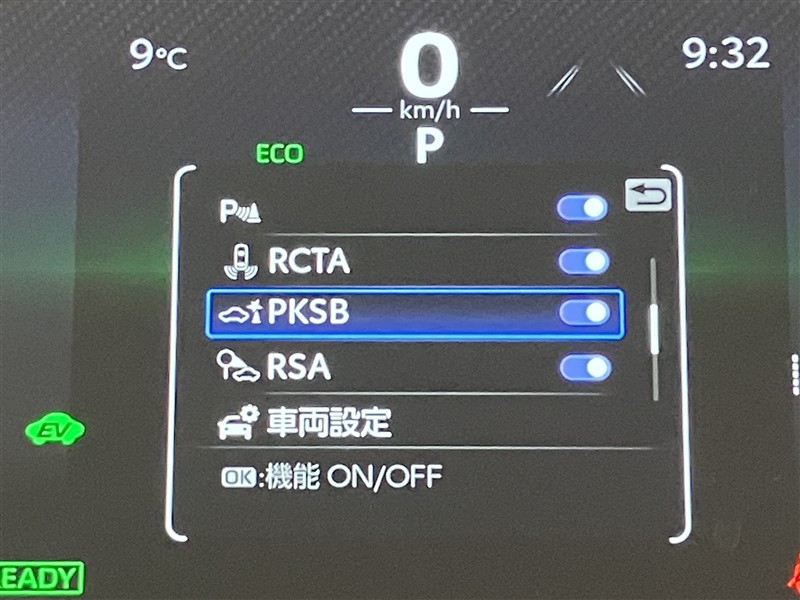 9°C
0
9:32
km/h
P
ECO
P
RCTA
PKSB
RSA
車両設定
EV
OK:機能 ON/OFF
READY